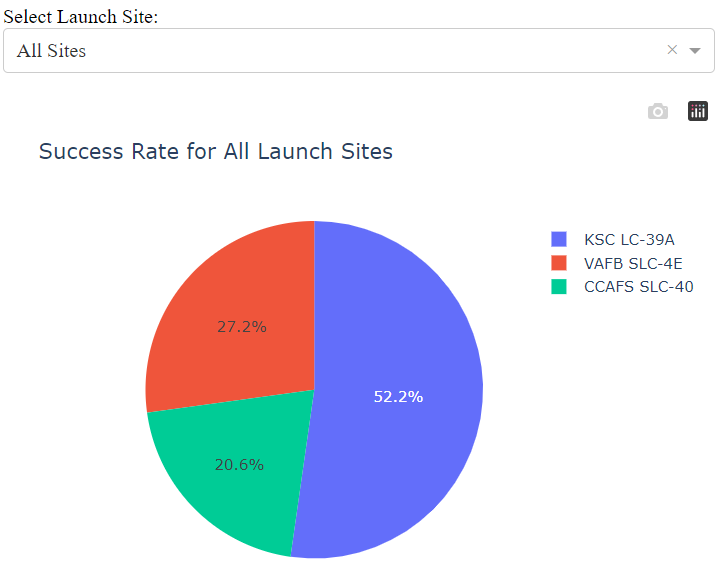 Select Launch Site:
All Sites
Success Rate for All Launch Sites
KSC LC-39A
VAFB SLC-4E
CCAFS SLC-40
27.2%
52.2%
20.6%